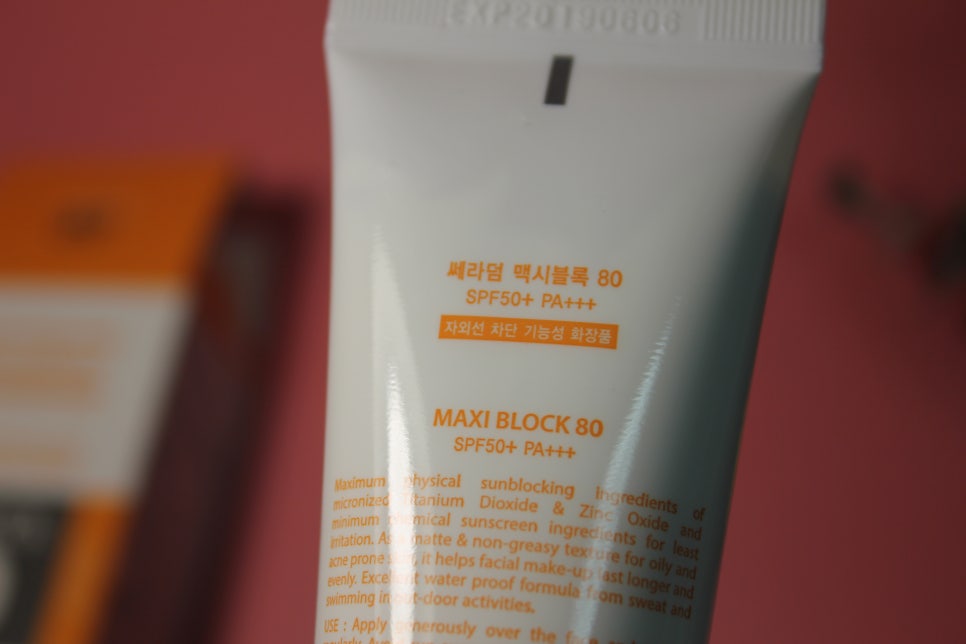 EXP20190606
쎄라덤 맥시블록 80
SPF50+ PA+++
자외선 차단 기능성 화장품
MAXI BLOCK 80
SPF50+ PA+++
Maximum physical sunblocking ingredients of
micronized Titanium Dioxide & Zinc Oxide and
minimum chemical sunscreen ingredients for least
irritation. As a matte & non-greasy texture for oily and
acne prone skin, it helps facial make-up last longer and
evenly. Excellent water proof formula from sweat and
swimming in out-door activities.
USE : Apply generously over the face